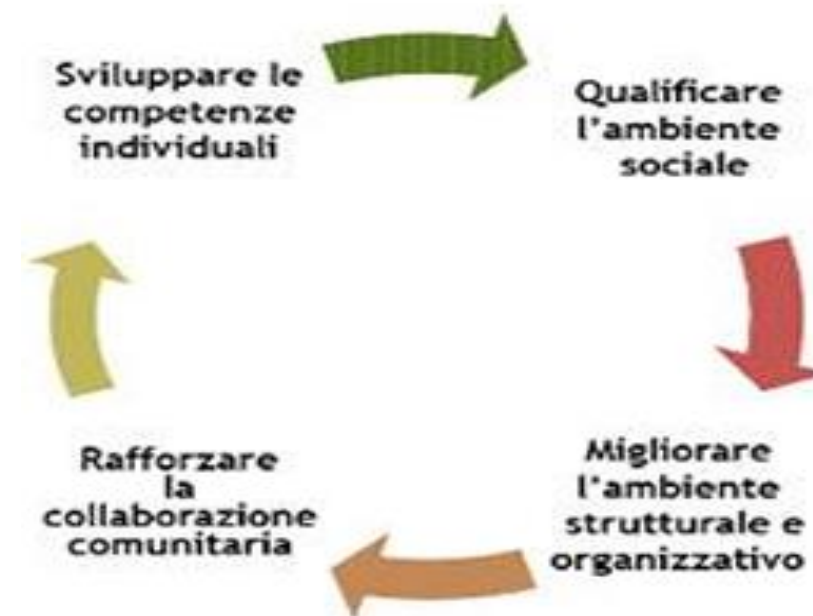 Sviluppare le
competenze
individuali
Qualificare
l'ambiente
sociale
Migliorare
l'ambiente
strutturale e
organizzativo
Rafforzare
la
collaborazione
comunitaria